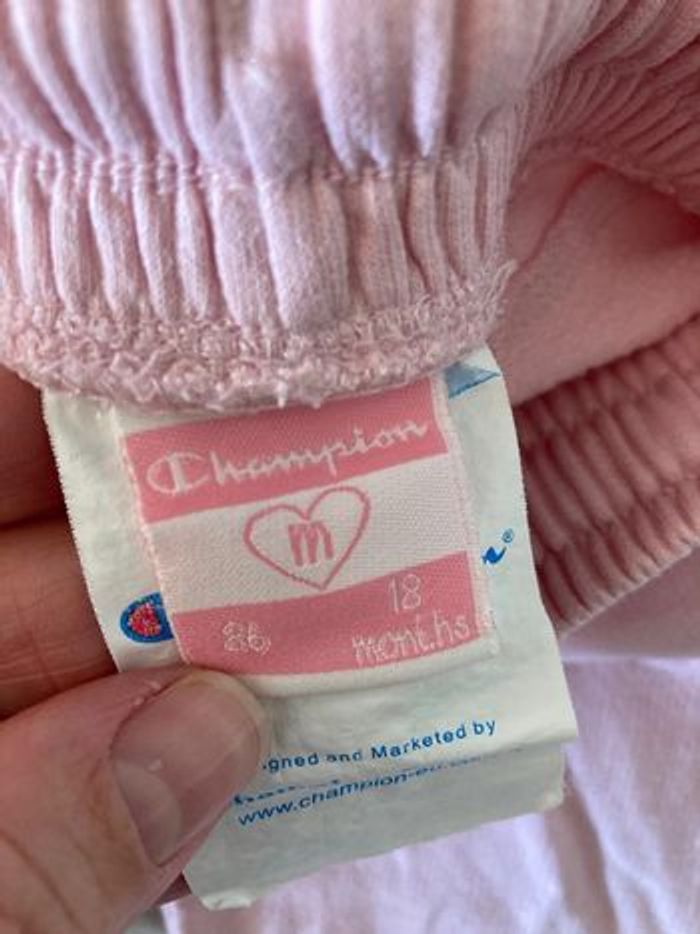 Champion
m
86
18
months
®
gned and Marketed by
www.champion-eu